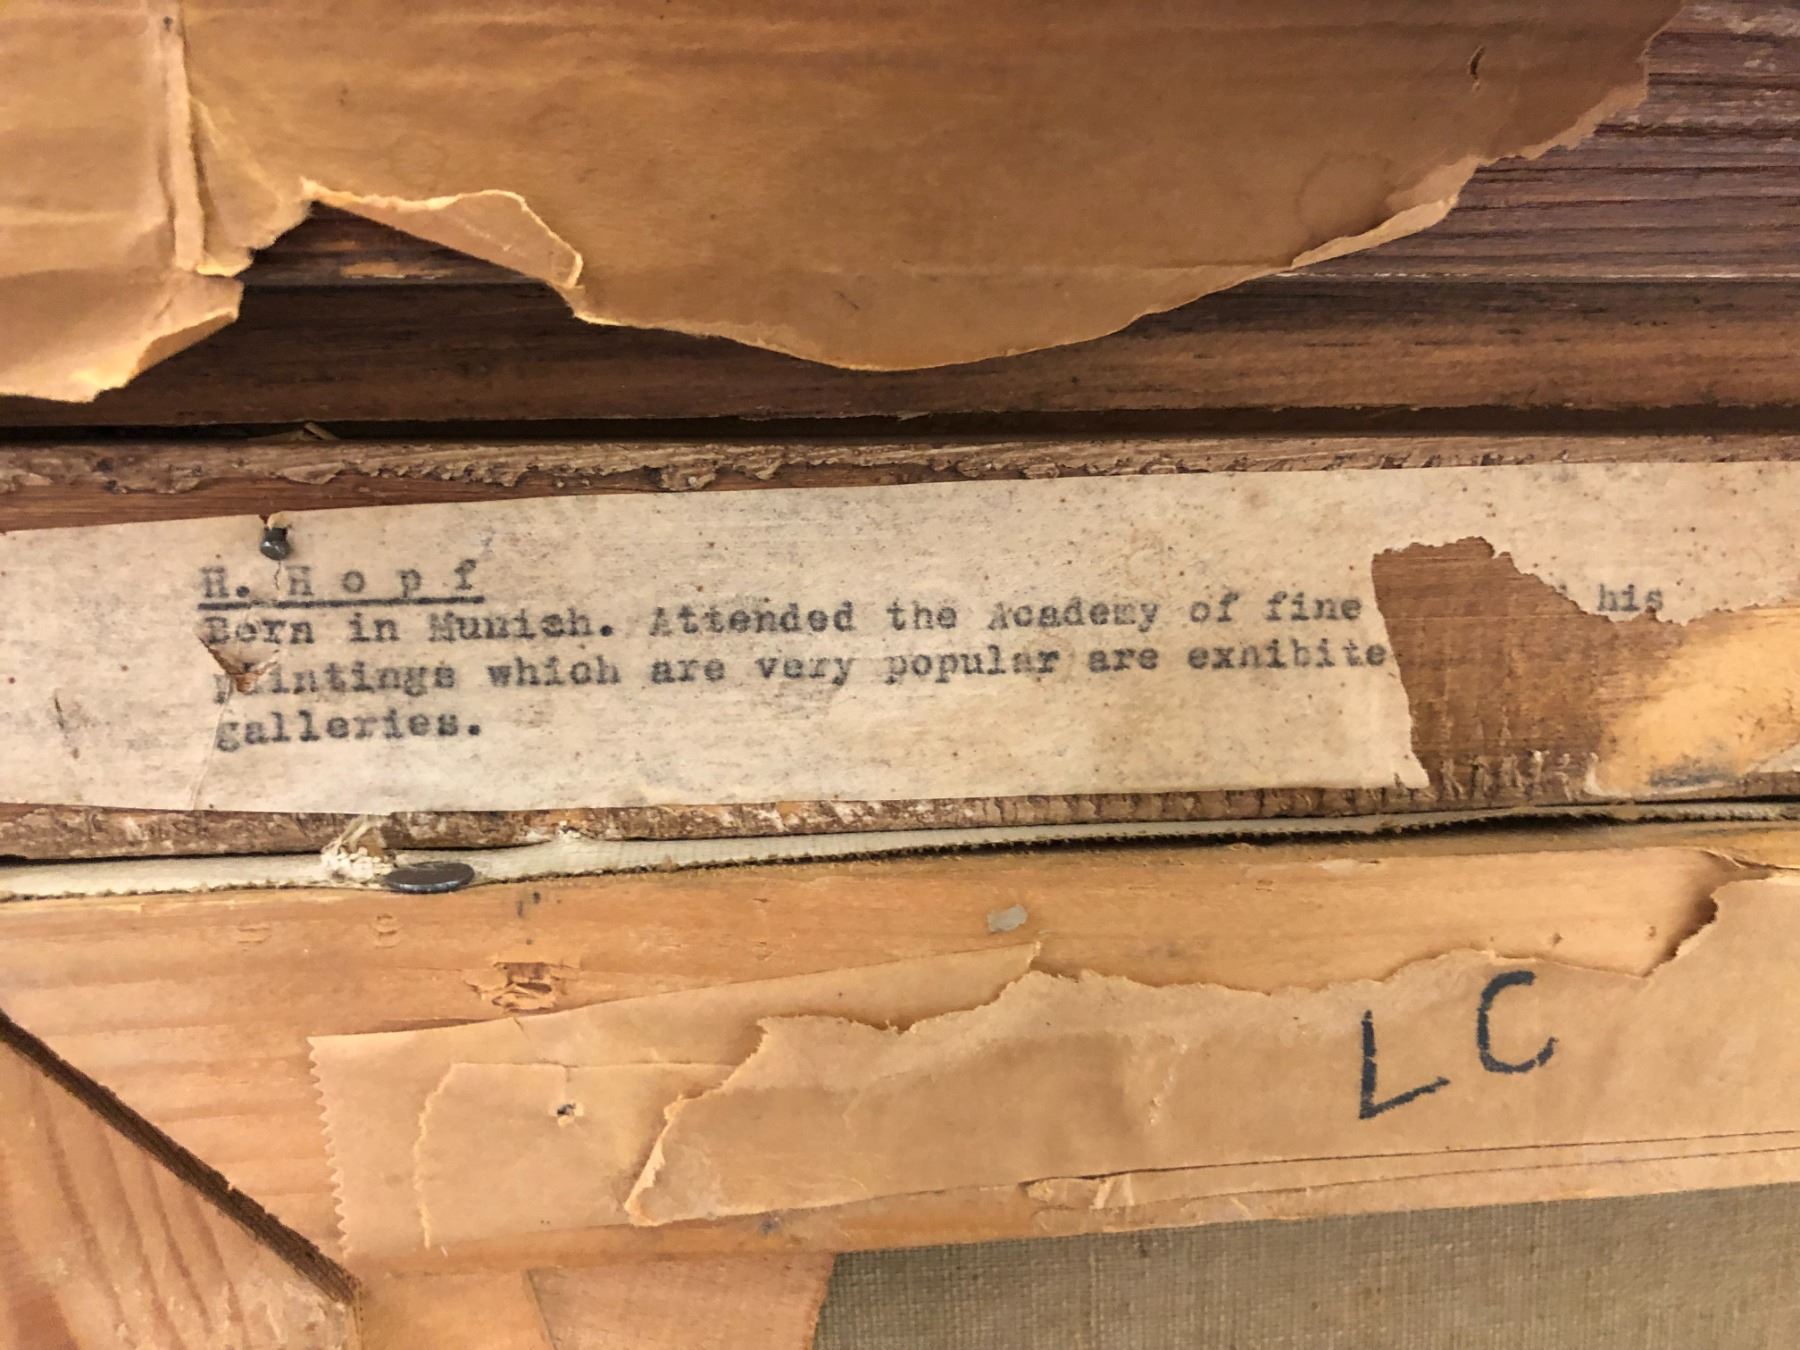 H. Hopf
Born in Munich. Attended the Academy of fine his
paintings which are very popular are exhibite
galleries.
LC